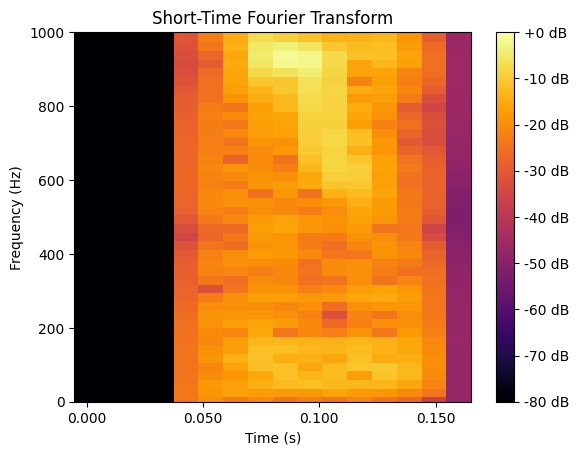 Short-Time Fourier Transform
Frequency (Hz)
1000
800
600
400
200
0
0.000
0.050
0.100
0.150
Time (s)
+0 dB
-10 dB
-20 dB
-30 dB
-40 dB
-50 dB
-60 dB
-70 dB
-80 dB